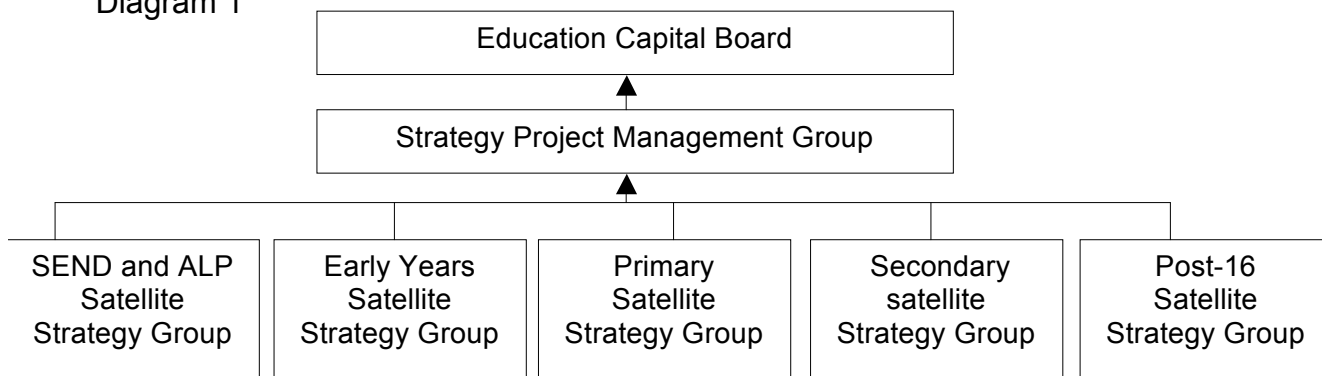 Diagram 1
Education Capital Board
Strategy Project Management Group
SEND and ALP
Satellite
Strategy Group
Early Years
Satellite
Strategy Group
Primary
Satellite
Strategy Group
Secondary
satellite
Strategy Group
Post-16
Satellite
Strategy Group